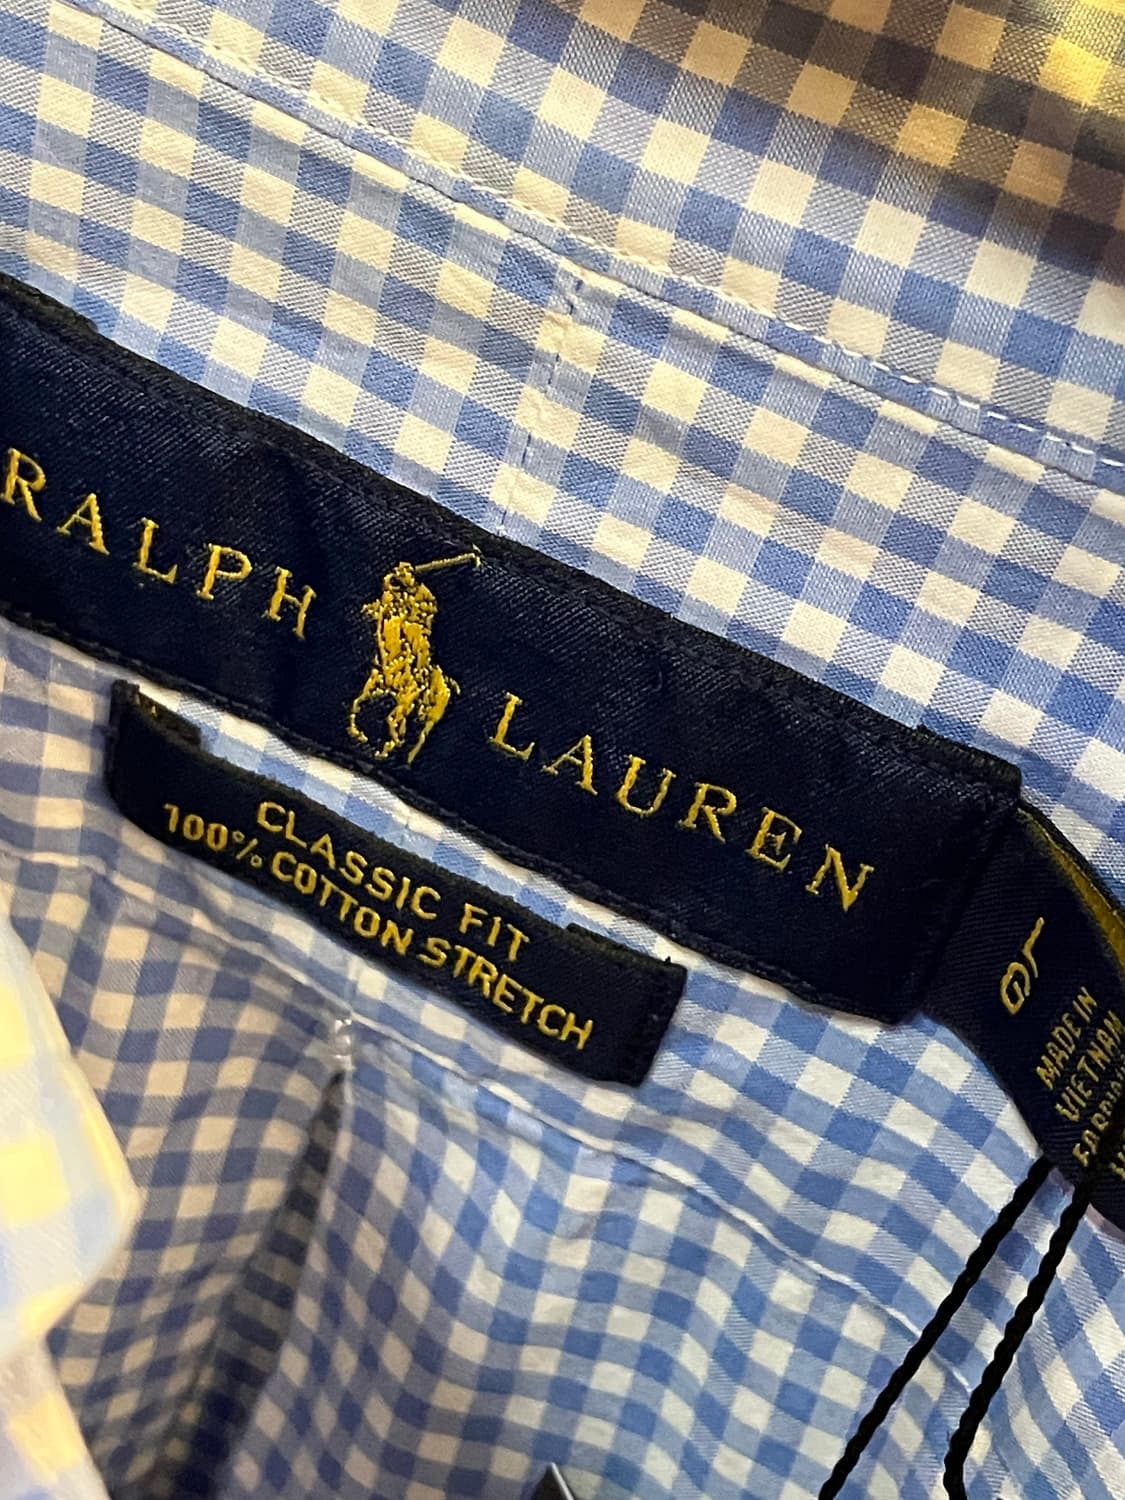 RALPH LAUREN
CLASSIC FIT
100% COTTON STRETCH
L
G
MADE IN
VIETNAM